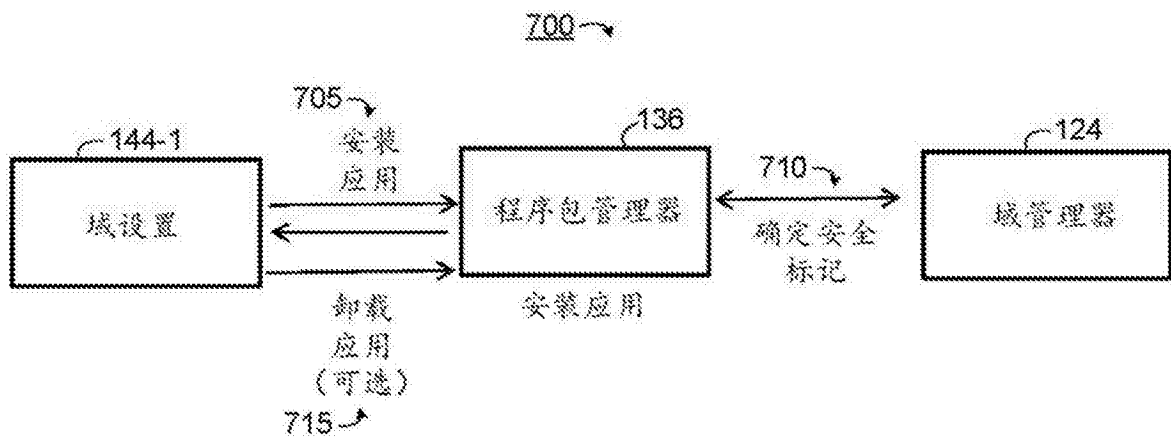 700
705
安装
应用
144-1
域设置
136
程序包管理器
安装应用
710
确定安全
标记
124
域管理器
卸载
应用
(可选)
715